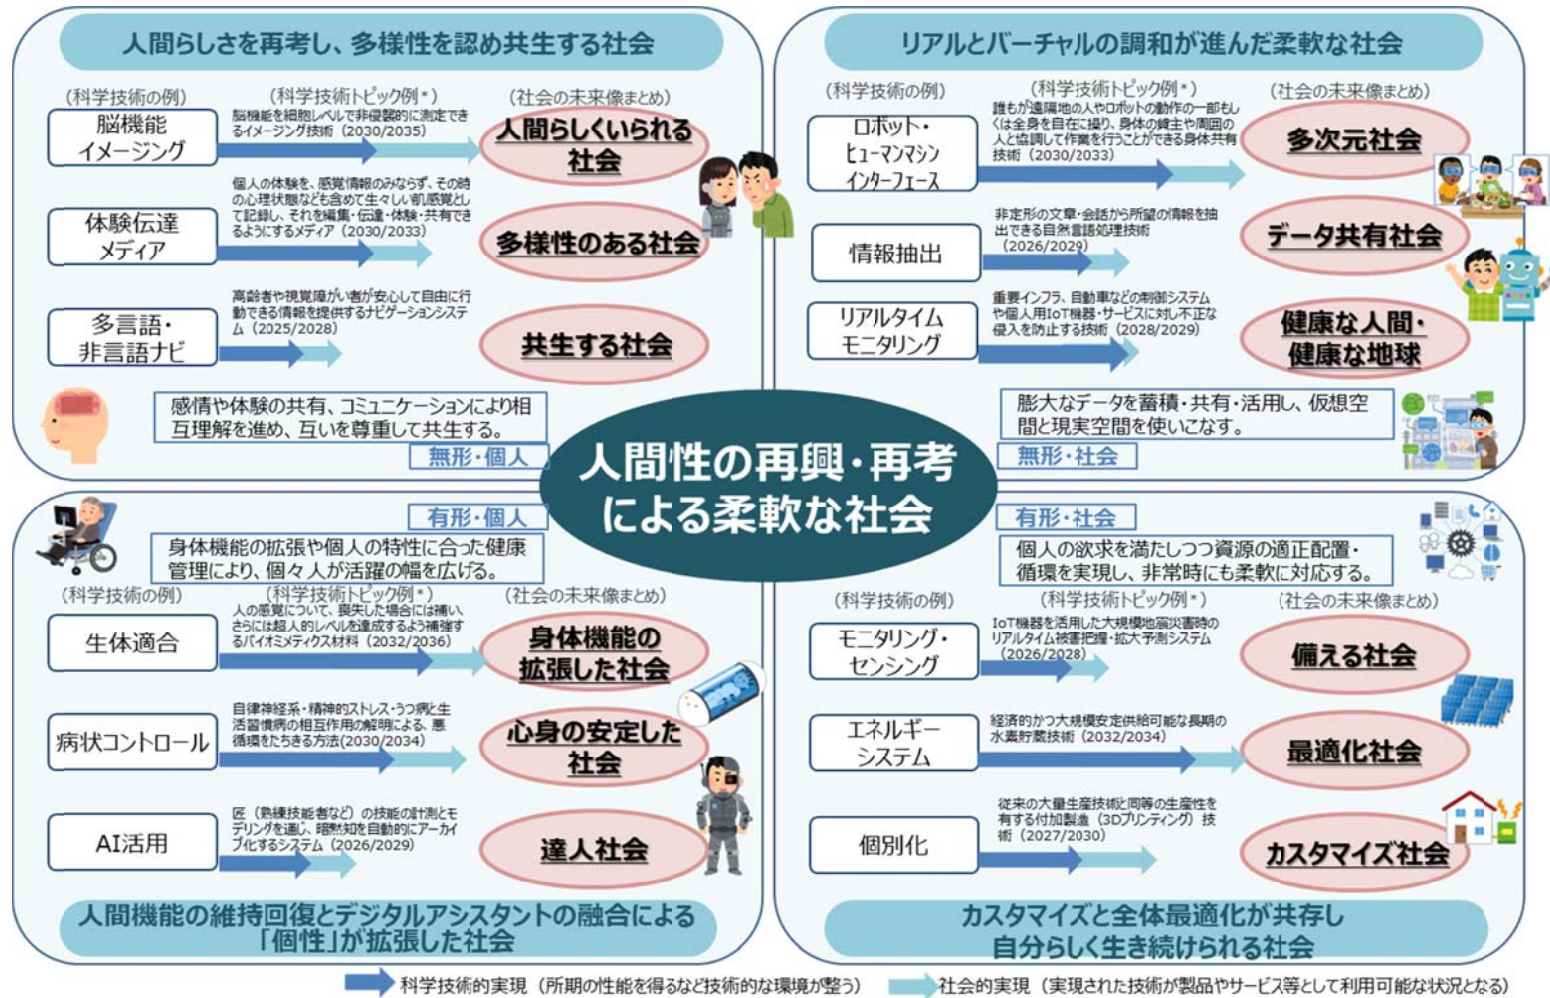 人間らしさを再考し、多様性を認め共生する社会
(科学技術の例)
(科学技術トピック例*)
(社会の未来像まとめ)
脳機能
イメージング
脳機能を細胞レベルで非侵襲的に測定でき
るイメージング技術（2030/2035）
人間らしくいられる
社会
体験伝達
メディア
個人の体験を、感覚情報のみならず、その時
の心理状態なども含めて生々しい肌感覚とし
て記録し、それを編集・伝達・体験・共有でき
るようにするメディア（2030/2033）
多様性のある社会
多言語・
非言語ナビ
高齢者や視覚障がい者が安心して自由に行
動できる情報を提供するナビゲーションシステ
ム（2025/2028）
共生する社会
感情や体験の共有、コミュニケーションにより相
互理解を進め、互いを尊重して共生する。
無形・個人
リアルとバーチャルの調和が進んだ柔軟な社会
(科学技術の例)
(科学技術トピック例*)
(社会の未来像まとめ)
ロボット・
ヒューマンマシン
インターフェース
誰もが遠隔地の人やロボットの動作の一部もし
くは全身を自在に操り、身体の貸主や周囲の
人と協調して作業を行うことができる身体共有
技術（2030/2033）
多次元社会
情報抽出
非定形の文章・会話から所望の情報を抽
出できる自然言語処理技術
（2026/2029）
データ共有社会
リアルタイム
モニタリング
重要インフラ、自動車などの制御システム
や個人用IoT機器・サービスに対し不正な
侵入を防止する技術（2028/2029）
健康な人間・
健康な地球
膨大なデータを蓄積・共有・活用し、仮想空
間と現実空間を使いこなす。
無形・社会
人間性の再興・再考
による柔軟な社会
有形・個人
身体機能の拡張や個人の特性に合った健康
管理により、個々人が活躍の幅を広げる。
(科学技術の例)
(科学技術トピック例*)
(社会の未来像まとめ)
生体適合
人の感覚について、喪失した場合には補い、
さらには超人的レベルを達成するよう補強す
るバイオミメティクス材料（2032/2036）
身体機能の
拡張した社会
病状コントロール
自律神経系・精神的ストレス・うつ病と生
活習慣病の相互作用の解明による、悪
循環をたちきる方法(2030/2034)
心身の安定した
社会
AI活用
匠（熟練技能者など）の技能の計測とモ
デリングを通じ、暗黙知を自動的にアーカイ
ブ化するシステム（2026/2029）
達人社会
人間機能の維持回復とデジタルアシスタントの融合による
「個性」が拡張した社会
有形・社会
個人の欲求を満たしつつ資源の適正配置・
循環を実現し、非常時にも柔軟に対応する。
(科学技術の例)
(科学技術トピック例*)
(社会の未来像まとめ)
モニタリング・
センシング
IoT機器を活用した大規模地震災害時の
リアルタイム被害把握・拡大予測システム
（2026/2028）
備える社会
エネルギー
システム
経済的かつ大規模安定供給可能な長期の
水素貯蔵技術（2032/2034）
最適化社会
個別化
従来の大量生産技術と同等の生産性を
有する付加製造（3Dプリンティング）技
術（2027/2030）
カスタマイズ社会
カスタマイズと全体最適化が共存し
自分らしく生き続けられる社会
科学技術的実現（所期の性能を得るなど技術的な環境が整う）
社会的実現（実現された技術が製品やサービス等として利用可能な状況となる）